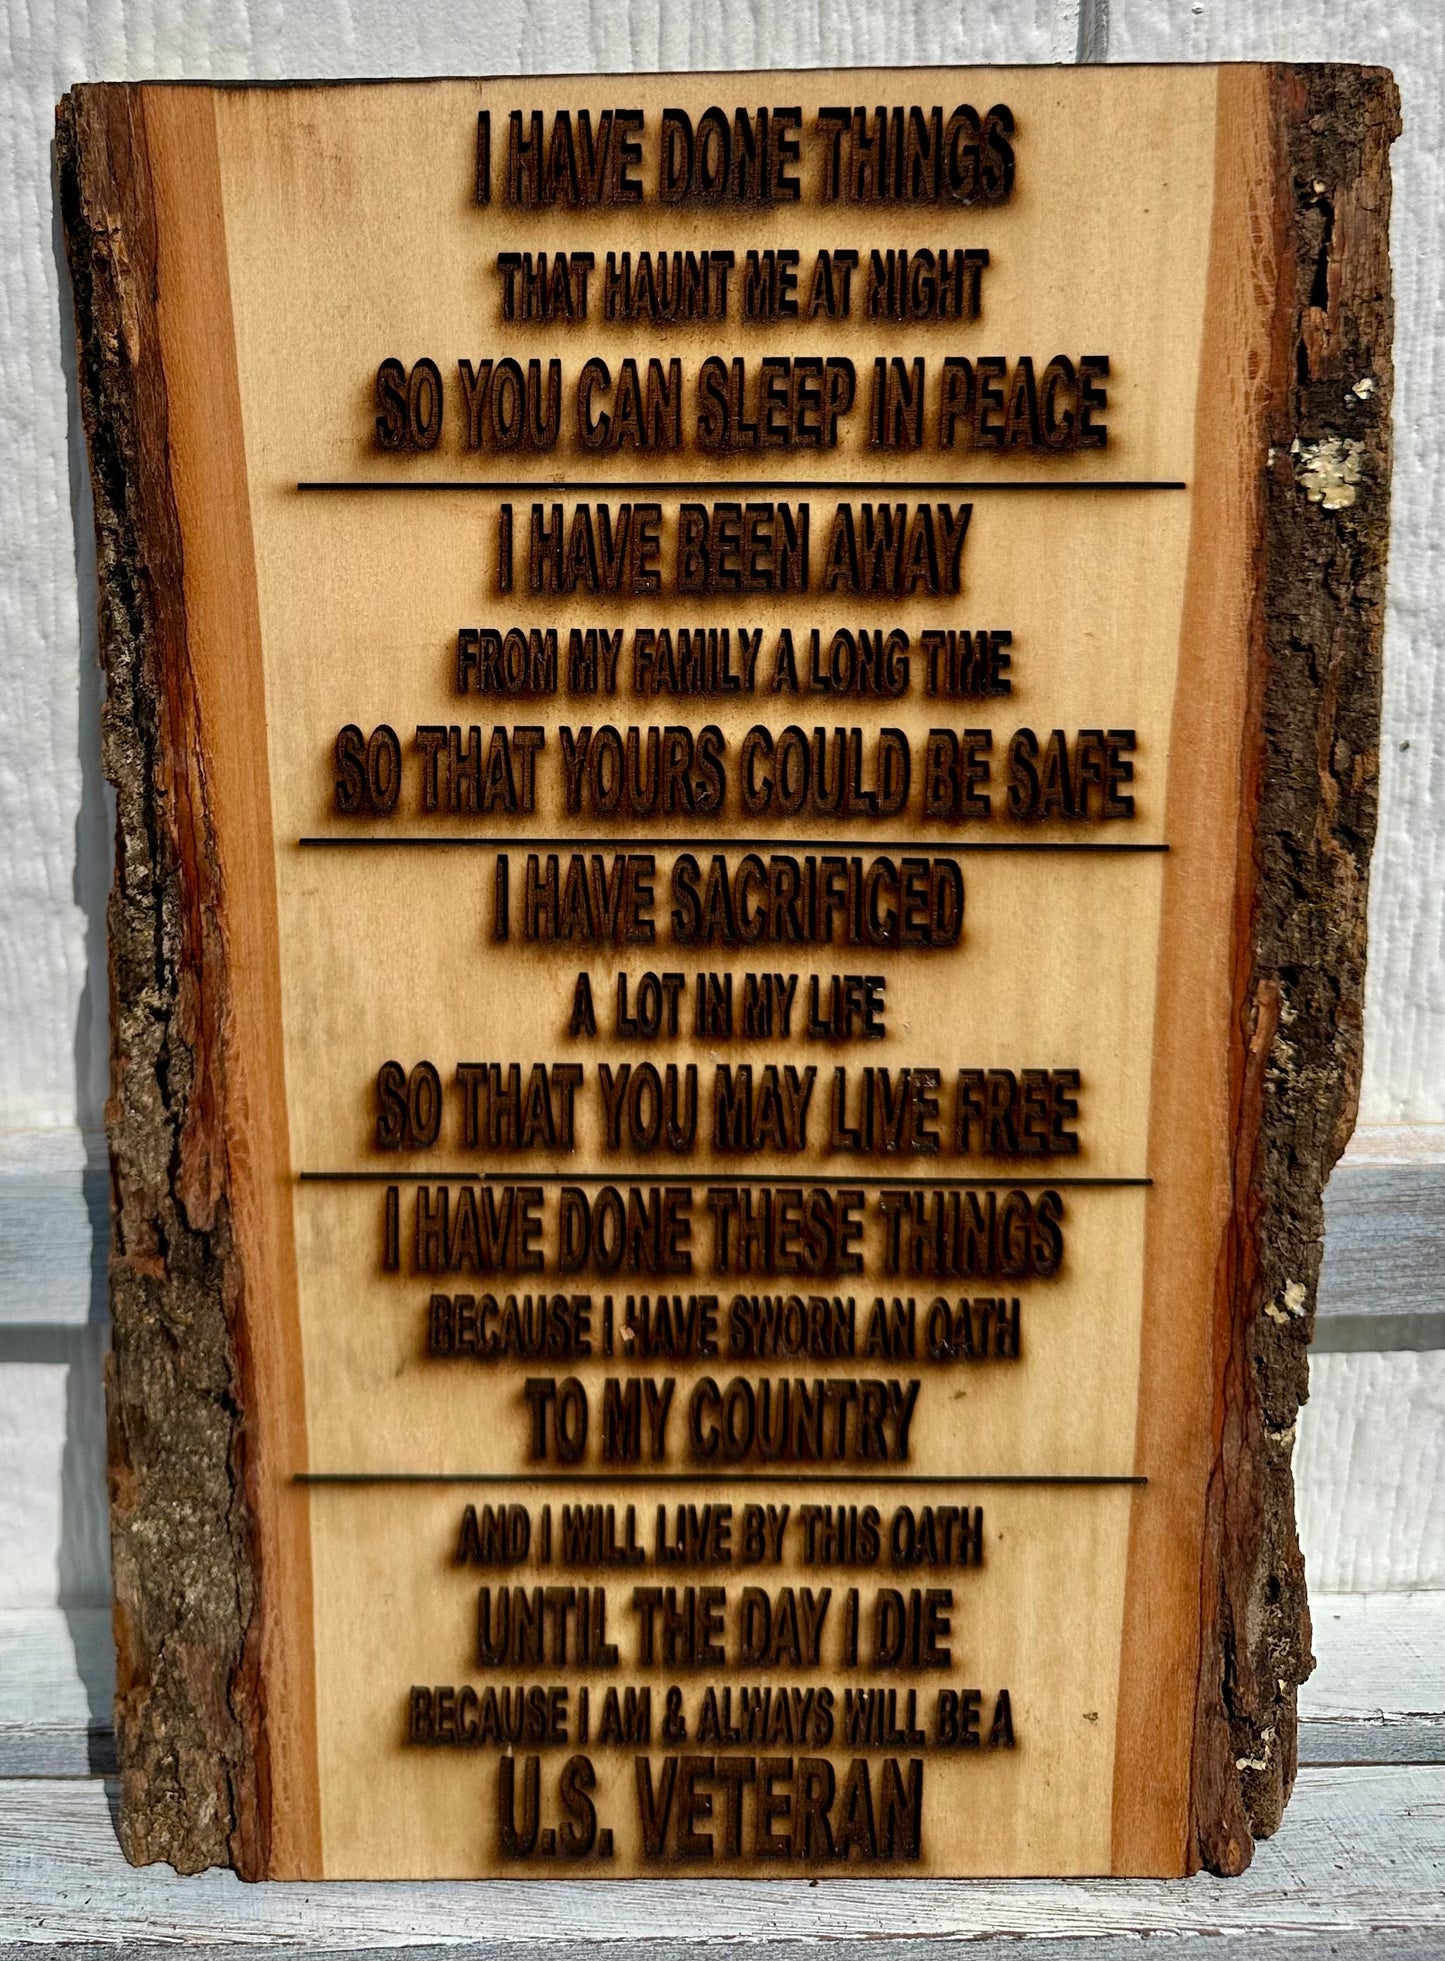 I HAVE DONE THINGS
THAT HAUNT ME AT NIGHT
SO YOU CAN SLEEP IN PEACE
I HAVE BEEN AWAY
FROM MY FAMILY A LONG TIME
SO THAT YOURS COULD BE SAFE
I HAVE SACRIFICED
A LOT IN MY LIFE
SO THAT YOU MAY LIVE FREE
I HAVE DONE THESE THINGS
BECAUSE I HAVE SWORN AN OATH
TO MY COUNTRY
AND I WILL LIVE BY THIS OATH
UNTIL THE DAY I DIE
BECAUSE I AM & ALWAYS WILL BE A
U.S. VETERAN